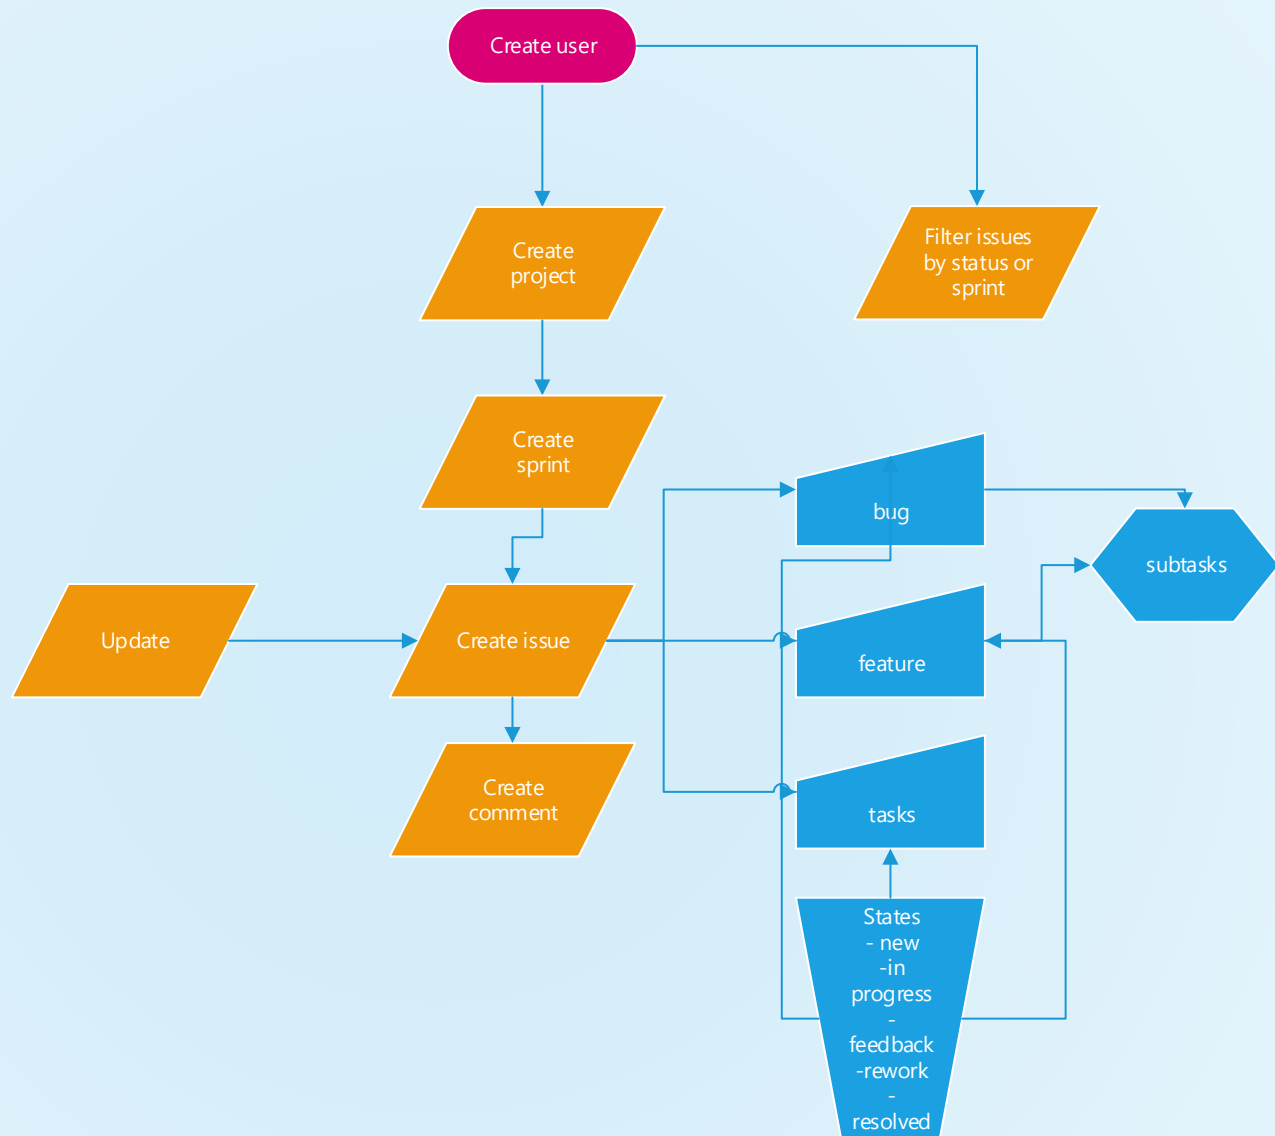 Create user
Create
project
Filter issues
by status or
sprint
Create
sprint
bug
subtasks
Update
Create issue
feature
Create
comment
tasks
States
- new
-in
progress
-
feedback
-rework
-
resolved